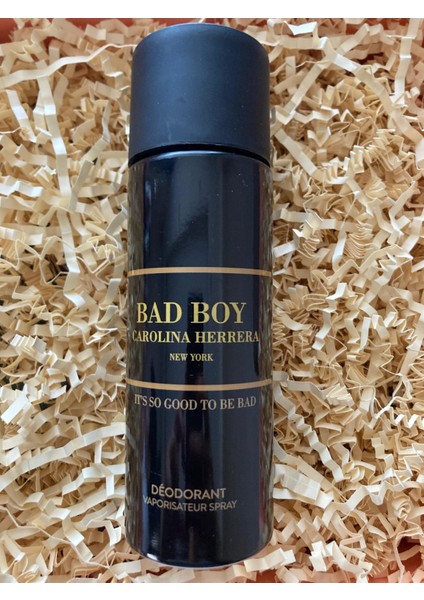 BAD BOY
CAROLINA HERRERA
NEW YORK
IT'S SO GOOD TO BE BAD
DÉODORANT
VAPORISATEUR SPRAY